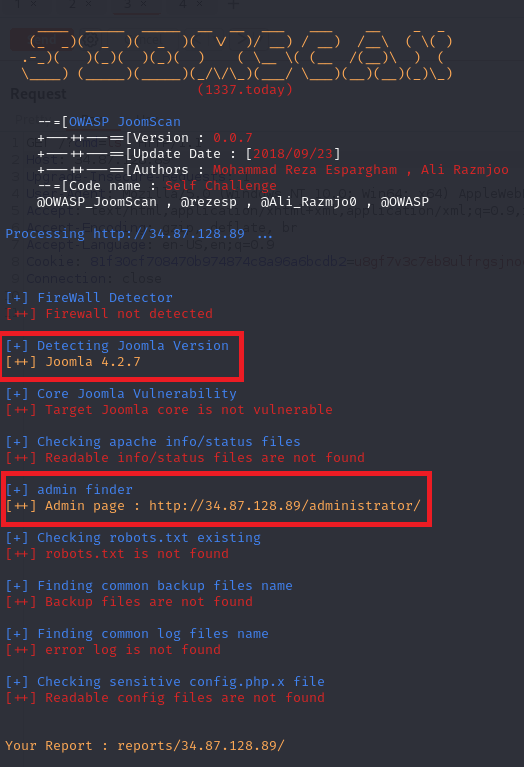 (1337.today)
--=[OWASP JoomScan
+---++---==[Version : 0.0.7
+---++---==[Update Date : [2018/09/23]
+---++---==[Authors : Mohammad Reza Espargham , Ali Razmjoo
--=[Code name : Self Challenge
@OWASP_JoomScan , @rezesp , @Ali_Razmjo0 , @OWASP
Processing http://34.87.128.89 ...
[+] FireWall Detector
[++] Firewall not detected
[+] Detecting Joomla Version
[++] Joomla 4.2.7
[+] Core Joomla Vulnerability
[++] Target Joomla core is not vulnerable
[+] Checking apache info/status files
[++] Readable info/status files are not found
[+] admin finder
[++] Admin page : http://34.87.128.89/administrator/
[+] Checking robots.txt existing
[++] robots.txt is not found
[+] Finding common backup files name
[++] Backup files are not found
[+] Finding common log files name
[++] error log is not found
[+] Checking sensitive config.php.x file
[++] Readable config files are not found
Your Report : reports/34.87.128.89/